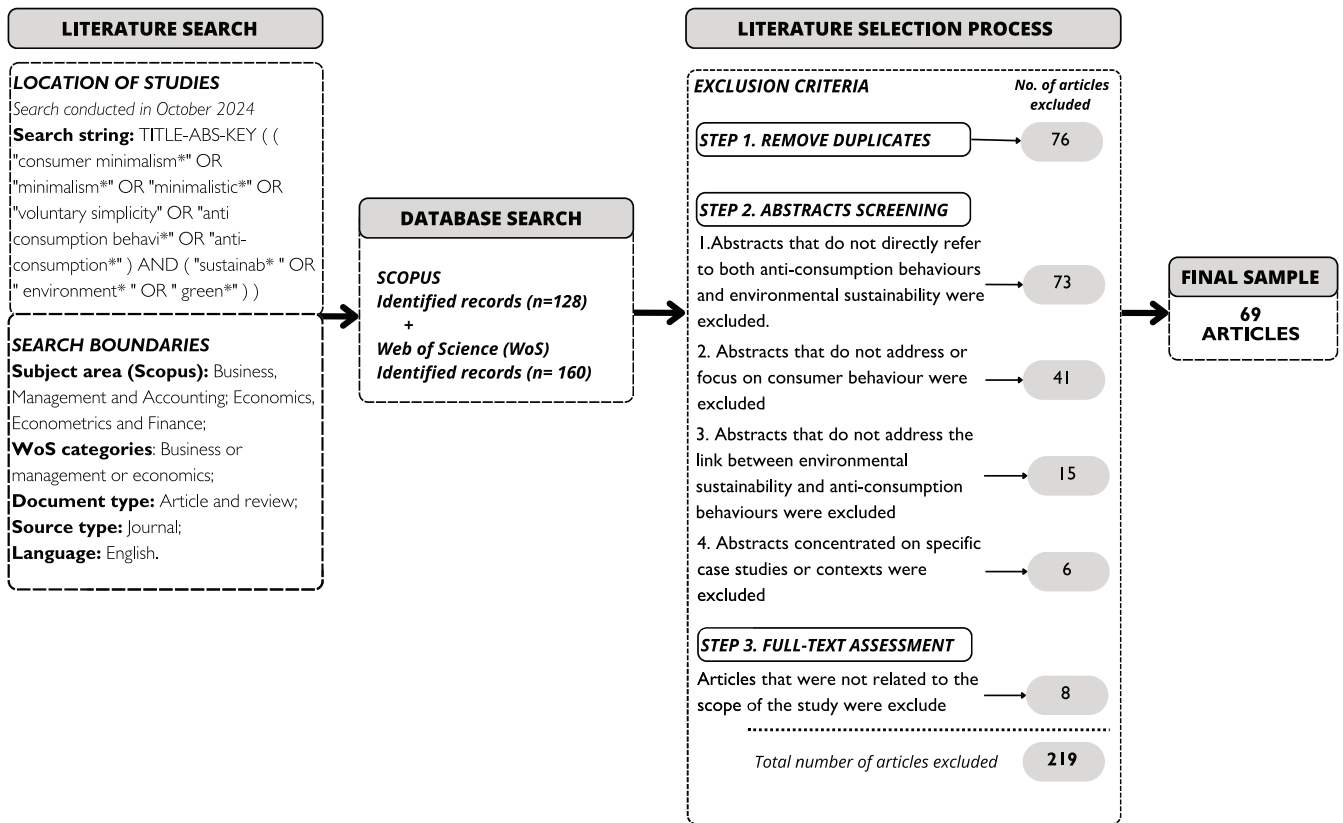 LITERATURE SEARCH
LOCATION OF STUDIES
Search conducted in October 2024
Search string: TITLE-ABS-KEY ( (
"consumer minimalism*" OR
"minimalism*" OR "minimalistic*" OR
"voluntary simplicity" OR "anti
consumption behavi*" OR "anti-
consumption*" ) AND ( "sustainab* " OR
" environment* " OR " green*" ) )
SEARCH BOUNDARIES
Subject area (Scopus): Business,
Management and Accounting; Economics,
Econometrics and Finance;
WoS categories: Business or
management or economics;
Document type: Article and review;
Source type: Journal;
Language: English.
DATABASE SEARCH
SCOPUS
Identified records (n=128)
+
Web of Science (WoS)
Identified records (n= 160)
LITERATURE SELECTION PROCESS
EXCLUSION CRITERIA
No. of articles
excluded
STEP 1. REMOVE DUPLICATES
76
STEP 2. ABSTRACTS SCREENING
1.Abstracts that do not directly refer
to both anti-consumption behaviours
and environmental sustainability were
excluded.
73
2. Abstracts that do not address or
focus on consumer behaviour were
excluded
41
3. Abstracts that do not address the
link between environmental
sustainability and anti-consumption
behaviours were excluded
15
4. Abstracts concentrated on specific
case studies or contexts were
excluded
6
STEP 3. FULL-TEXT ASSESSMENT
Articles that were not related to the
scope of the study were exclude
8
Total number of articles excluded
219
FINAL SAMPLE
69
ARTICLES